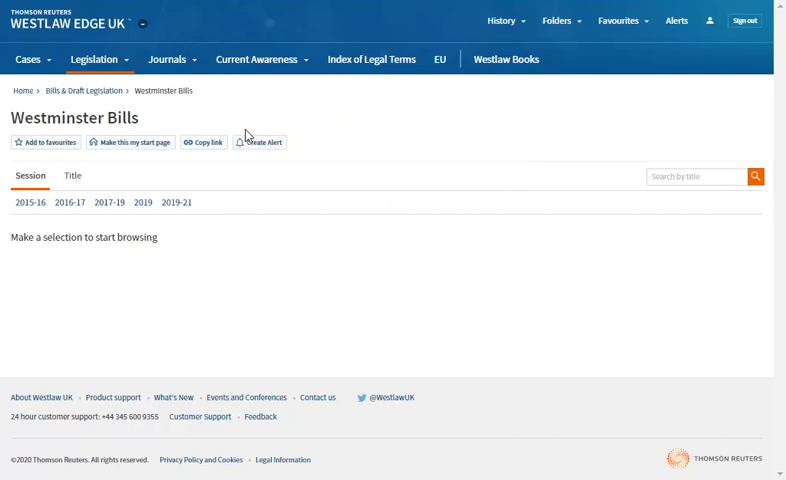 THOMSON REUTERS
WESTLAW EDGE UK™
History Folders Favourites Alerts Sign out
Cases Legislation Journals Current Awareness Index of Legal Terms EU Westlaw Books
Home › Bills & Draft Legislation › Westminster Bills
Westminster Bills
Add to favourites Make this my start page Copy link Create Alert
Session Title Search by title
2015-16 2016-17 2017-19 2019 2019-21
Make a selection to start browsing
About Westlaw UK • Product support • What's New • Events and Conferences • Contact us @WestlawUK
24 hour customer support: +44 345 600 9355 Customer Support • Feedback
©2020 Thomson Reuters. All rights reserved. Privacy Policy and Cookies • Legal Information THOMSON REUTERS